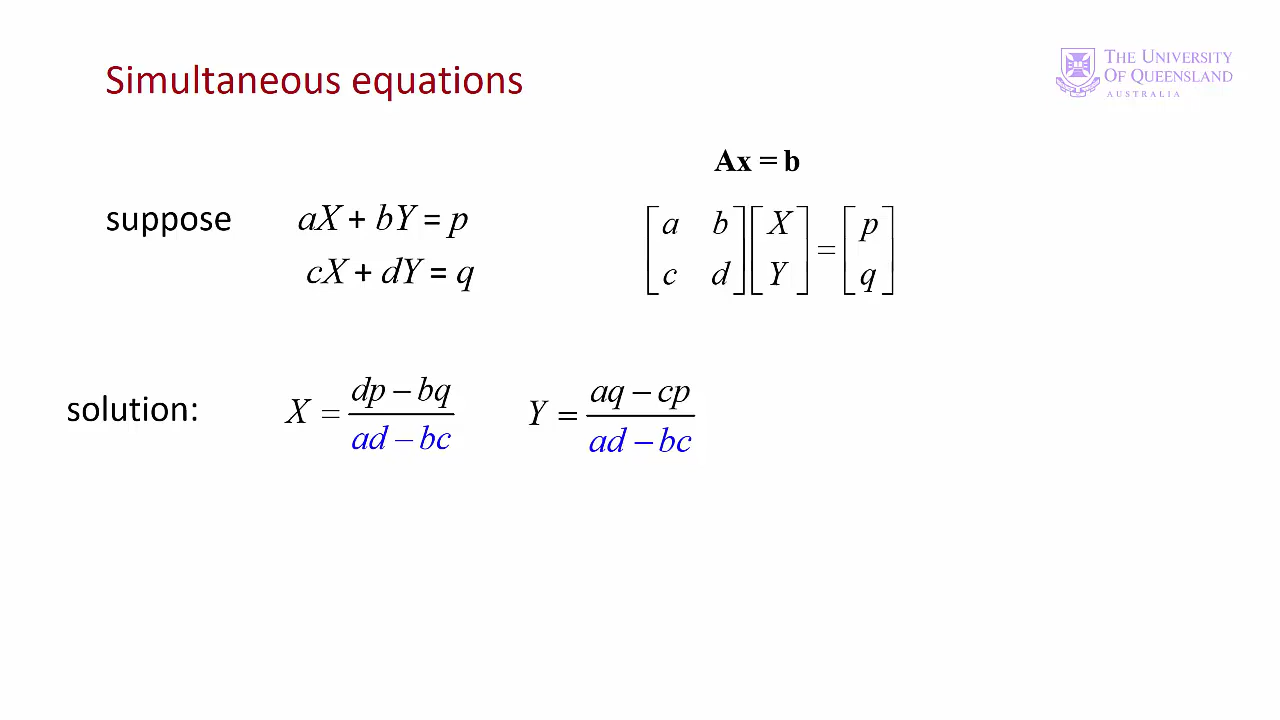 Simultaneous equations
THE UNIVERSITY
OF QUEENSLAND
AUSTRALIA
Ax = b
suppose
aX + bY = p
cX + dY = q
[a b] [X] = [p]
[c d] [Y] [q]
solution:
X = (dp − bq) / (ad − bc)
Y = (aq − cp) / (ad − bc)